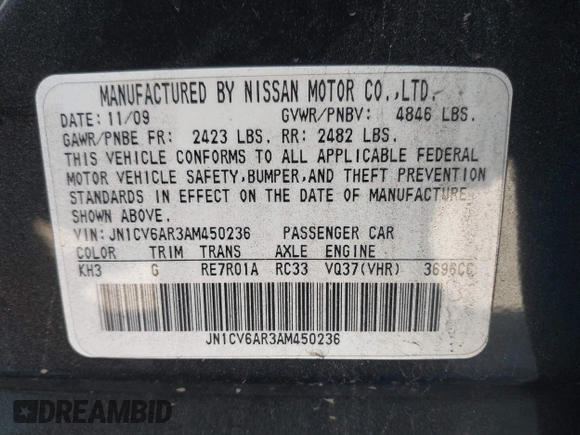 MANUFACTURED BY NISSAN MOTOR CO.,LTD.
DATE: 11/09 GVWR/PNBV: 4846 LBS.
GAWR/PNBE FR: 2423 LBS. RR: 2482 LBS.
THIS VEHICLE CONFORMS TO ALL APPLICABLE FEDERAL
MOTOR VEHICLE SAFETY,BUMPER,AND THEFT PREVENTION
STANDARDS IN EFFECT ON THE DATE OF MANUFACTURE
SHOWN ABOVE.
VIN: JN1CV6AR3AM450236 PASSENGER CAR
COLOR TRIM TRANS AXLE ENGINE
KH3 G RE7R01A RC33 VQ37(VHR) 3696CC
JN1CV6AR3AM450236
DREAMBID